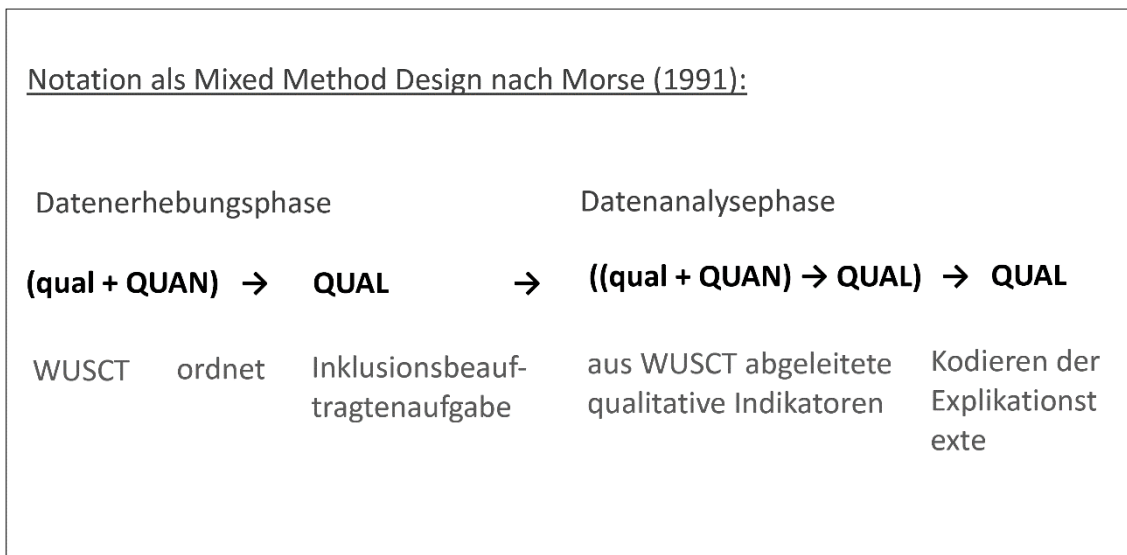 Notation als Mixed Method Design nach Morse (1991):
Datenerhebungsphase Datenanalysephase
(qual + QUAN) → QUAL → ((qual + QUAN) → QUAL) → QUAL
WUSCT ordnet Inklusionsbeauf- aus WUSCT abgeleitete Kodieren der
tragtenaufgabe qualitative Indikatoren Explikationst
exte